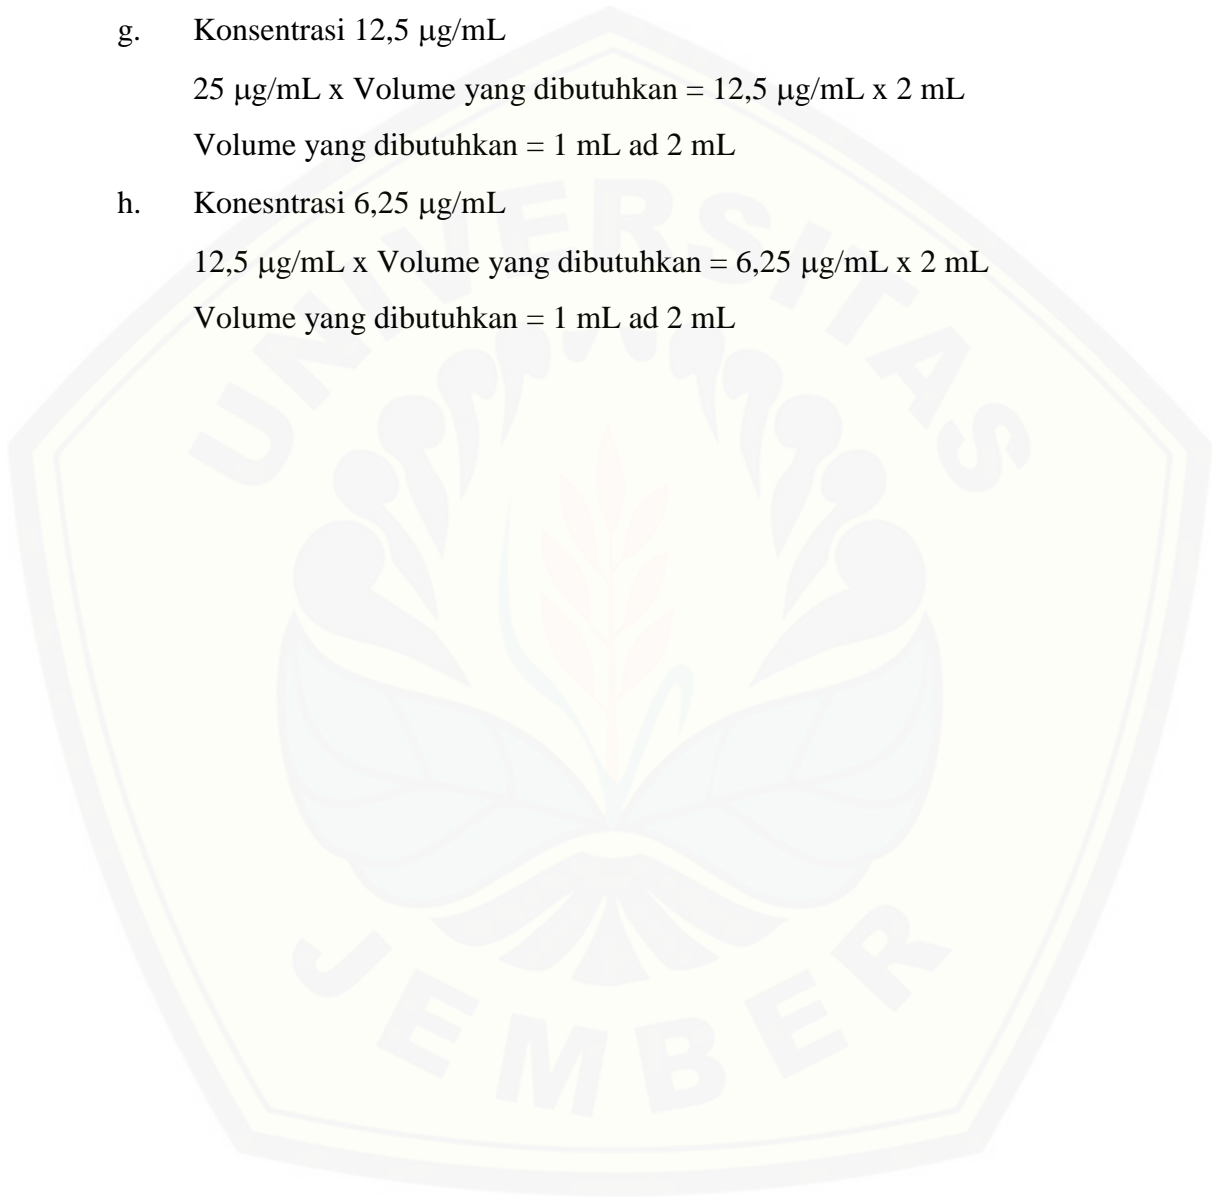 g. Konsentrasi 12,5 μg/mL
25 μg/mL x Volume yang dibutuhkan = 12,5 μg/mL x 2 mL
Volume yang dibutuhkan = 1 mL ad 2 mL
h. Konesntrasi 6,25 μg/mL
12,5 μg/mL x Volume yang dibutuhkan = 6,25 μg/mL x 2 mL
Volume yang dibutuhkan = 1 mL ad 2 mL
UNIVERSITAS
JEMBER